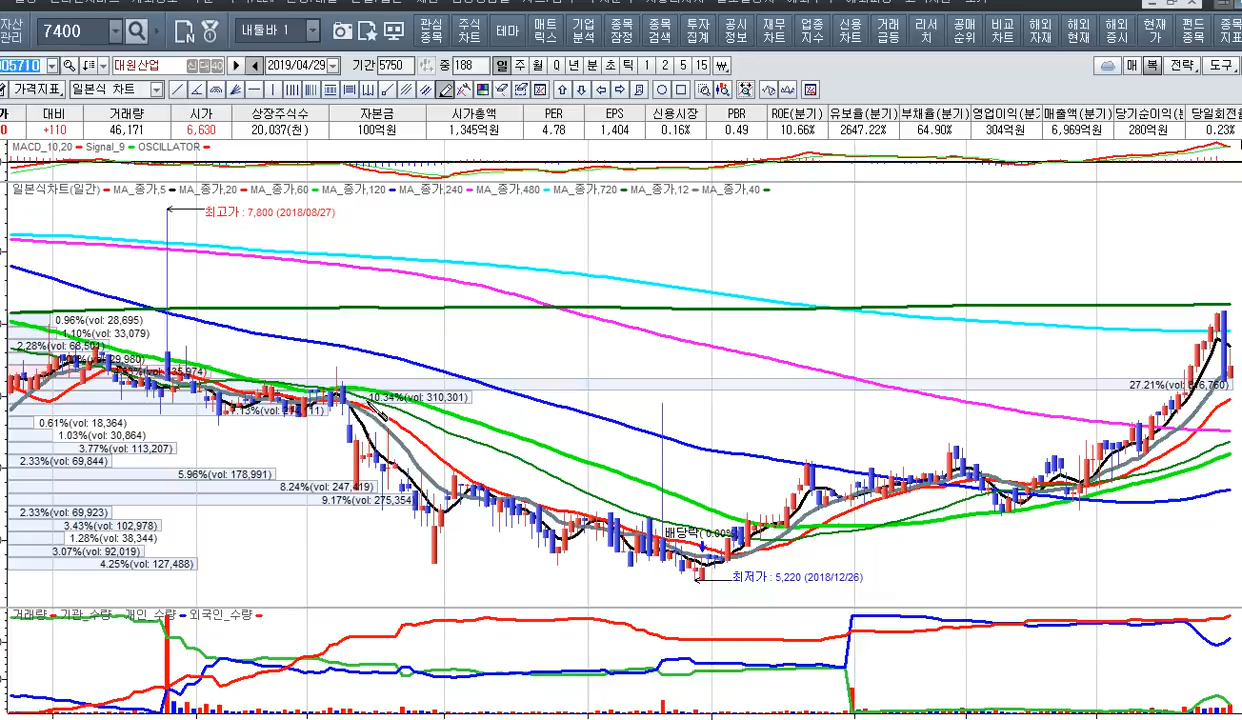 자산 관리
7400
내툴바 1
관심 종목
주식 차트
테마
매트 릭스
기업 분석
종목 잠정
종목 검색
투자 집계
공시 정보
재무 차트
업종 지수
신용 차트
거래 급등
리서 치
공매 순위
비교 차트
해외 자재
해외 현재
해외 증시
현재 가
펀드 종목
종목 지표
005710 대원산업 신 대 40 2019/04/29 기간 5750 중 188 일 주 월 Q 년 분 초 틱 1 2 5 15 매 복 전략 도구
가격지표 일본식 차트
가 대비 거래량 시가 상장주식수 자본금 시가총액 PER EPS 신용시장 PBR ROE(분기) 유보율(분기) 부채율(분기) 영업이익(분기 매출액(분기) 당기순이익(분 당일회전율
0 +110 46,171 6,630 20,037(천) 100억원 1,345억원 4.78 1,404 0.16% 0.49 10.66% 2647.22% 64.90% 304억원 6,969억원 280억원 0.23%
MACD_10,20 Signal_9 OSCILLATOR
일본식차트(일간) MA_종가,5 MA_종가,20 MA_종가,60 MA_종가,120 MA_종가,240 MA_종가,480 MA_종가,720 MA_종가,12 MA_종가,40
최고가 : 7,800 (2018/08/27)
0.96%(vol: 28,695)
1.10%(vol: 33,079)
2.28%(vol: 68,501)
27.21%(vol:
10.34%(vol: 310,301)
0.61%(vol: 18,364)
1.03%(vol: 30,864)
3.77%(vol: 113,207)
2.33%(vol: 69,844)
5.96%(vol: 178,991)
8.24%(vol: 247,419)
9.17%(vol: 275,354)
2.33%(vol: 69,923)
3.43%(vol: 102,978)
1.28%(vol: 38,344)
3.07%(vol: 92,019)
4.25%(vol: 127,488)
배당락( 0.00%
최저가 : 5,220 (2018/12/26)
거래량 기관_수량 개인_수량 외국인_수량